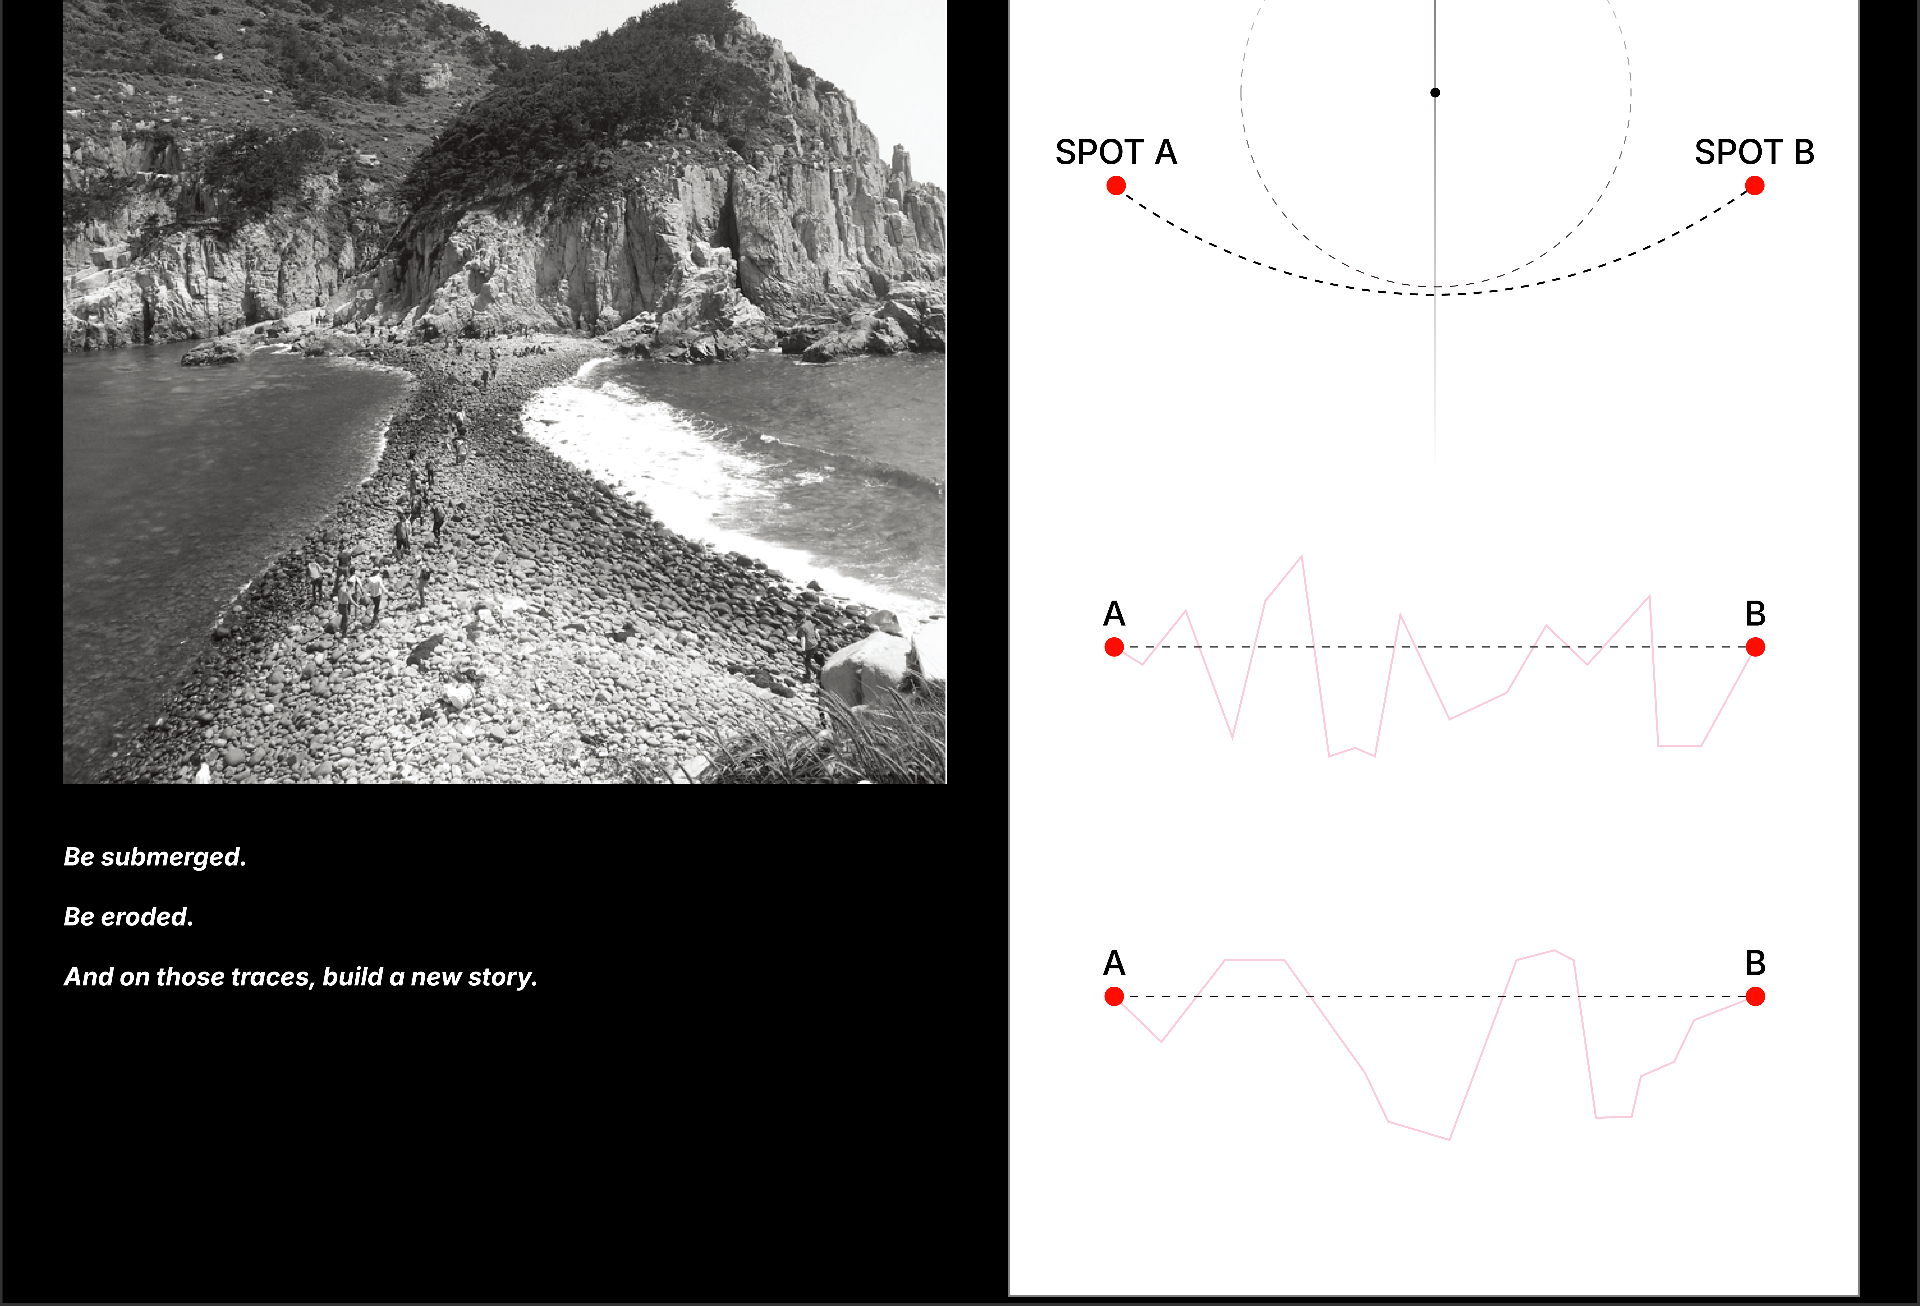 Be submerged.
Be eroded.
And on those traces, build a new story.
SPOT A
SPOT B
A
B
A
B